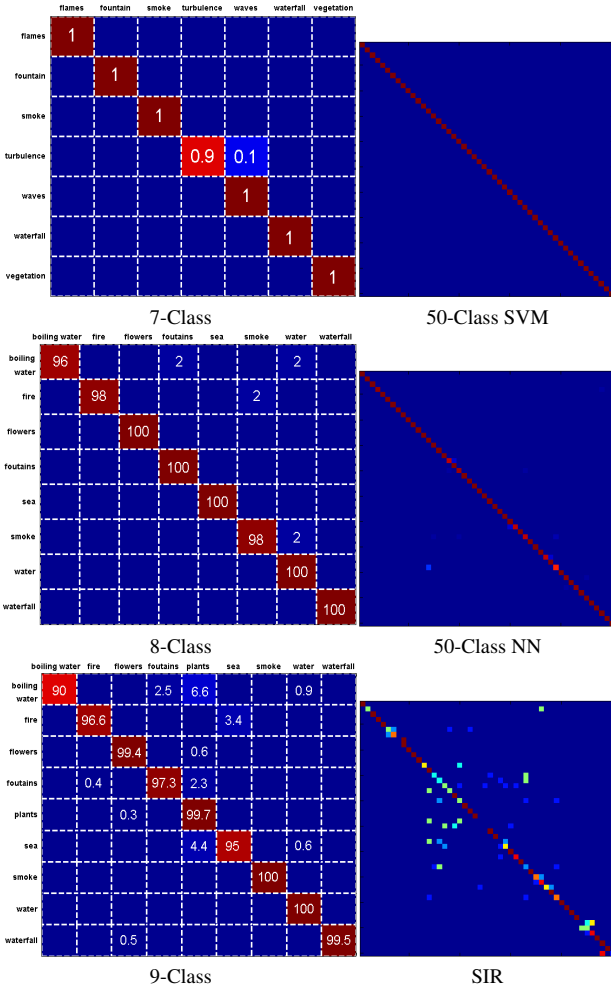 flames fountain smoke turbulence waves waterfall vegetation
flames 1
fountain 1
smoke 1
turbulence 0.9 0.1
waves 1
waterfall 1
vegetation 1
7-Class
50-Class SVM
boiling water fire flowers foutains sea smoke water waterfall
boiling
water 96 2 2
fire 98 2
flowers 100
foutains 100
sea 100
smoke 98 2
water 100
waterfall 100
8-Class
50-Class NN
boiling water fire flowers foutains plants sea smoke water waterfall
boiling
water 90 2.5 6.6 0.9
fire 96.6 3.4
flowers 99.4 0.6
foutains 0.4 97.3 2.3
plants 0.3 99.7
sea 4.4 95 0.6
smoke 100
water 100
waterfall 0.5 99.5
9-Class
SIR